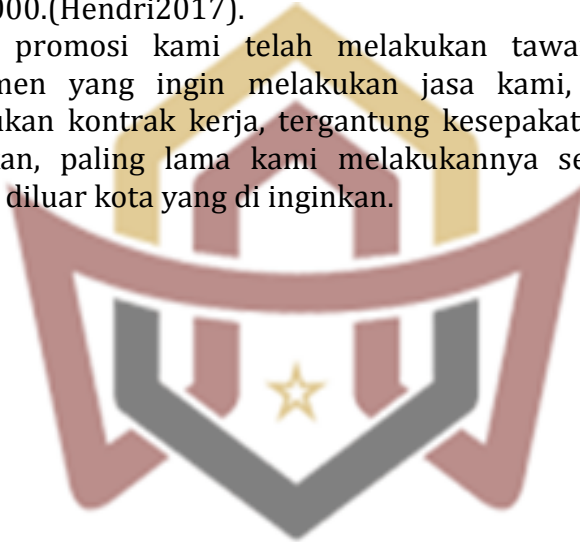 000.(Hendri2017).
promosi kami telah melakukan tawa
men yang ingin melakukan jasa kami,
ukan kontrak kerja, tergantung kesepakat
kan, paling lama kami melakukannya se
diluar kota yang di inginkan.